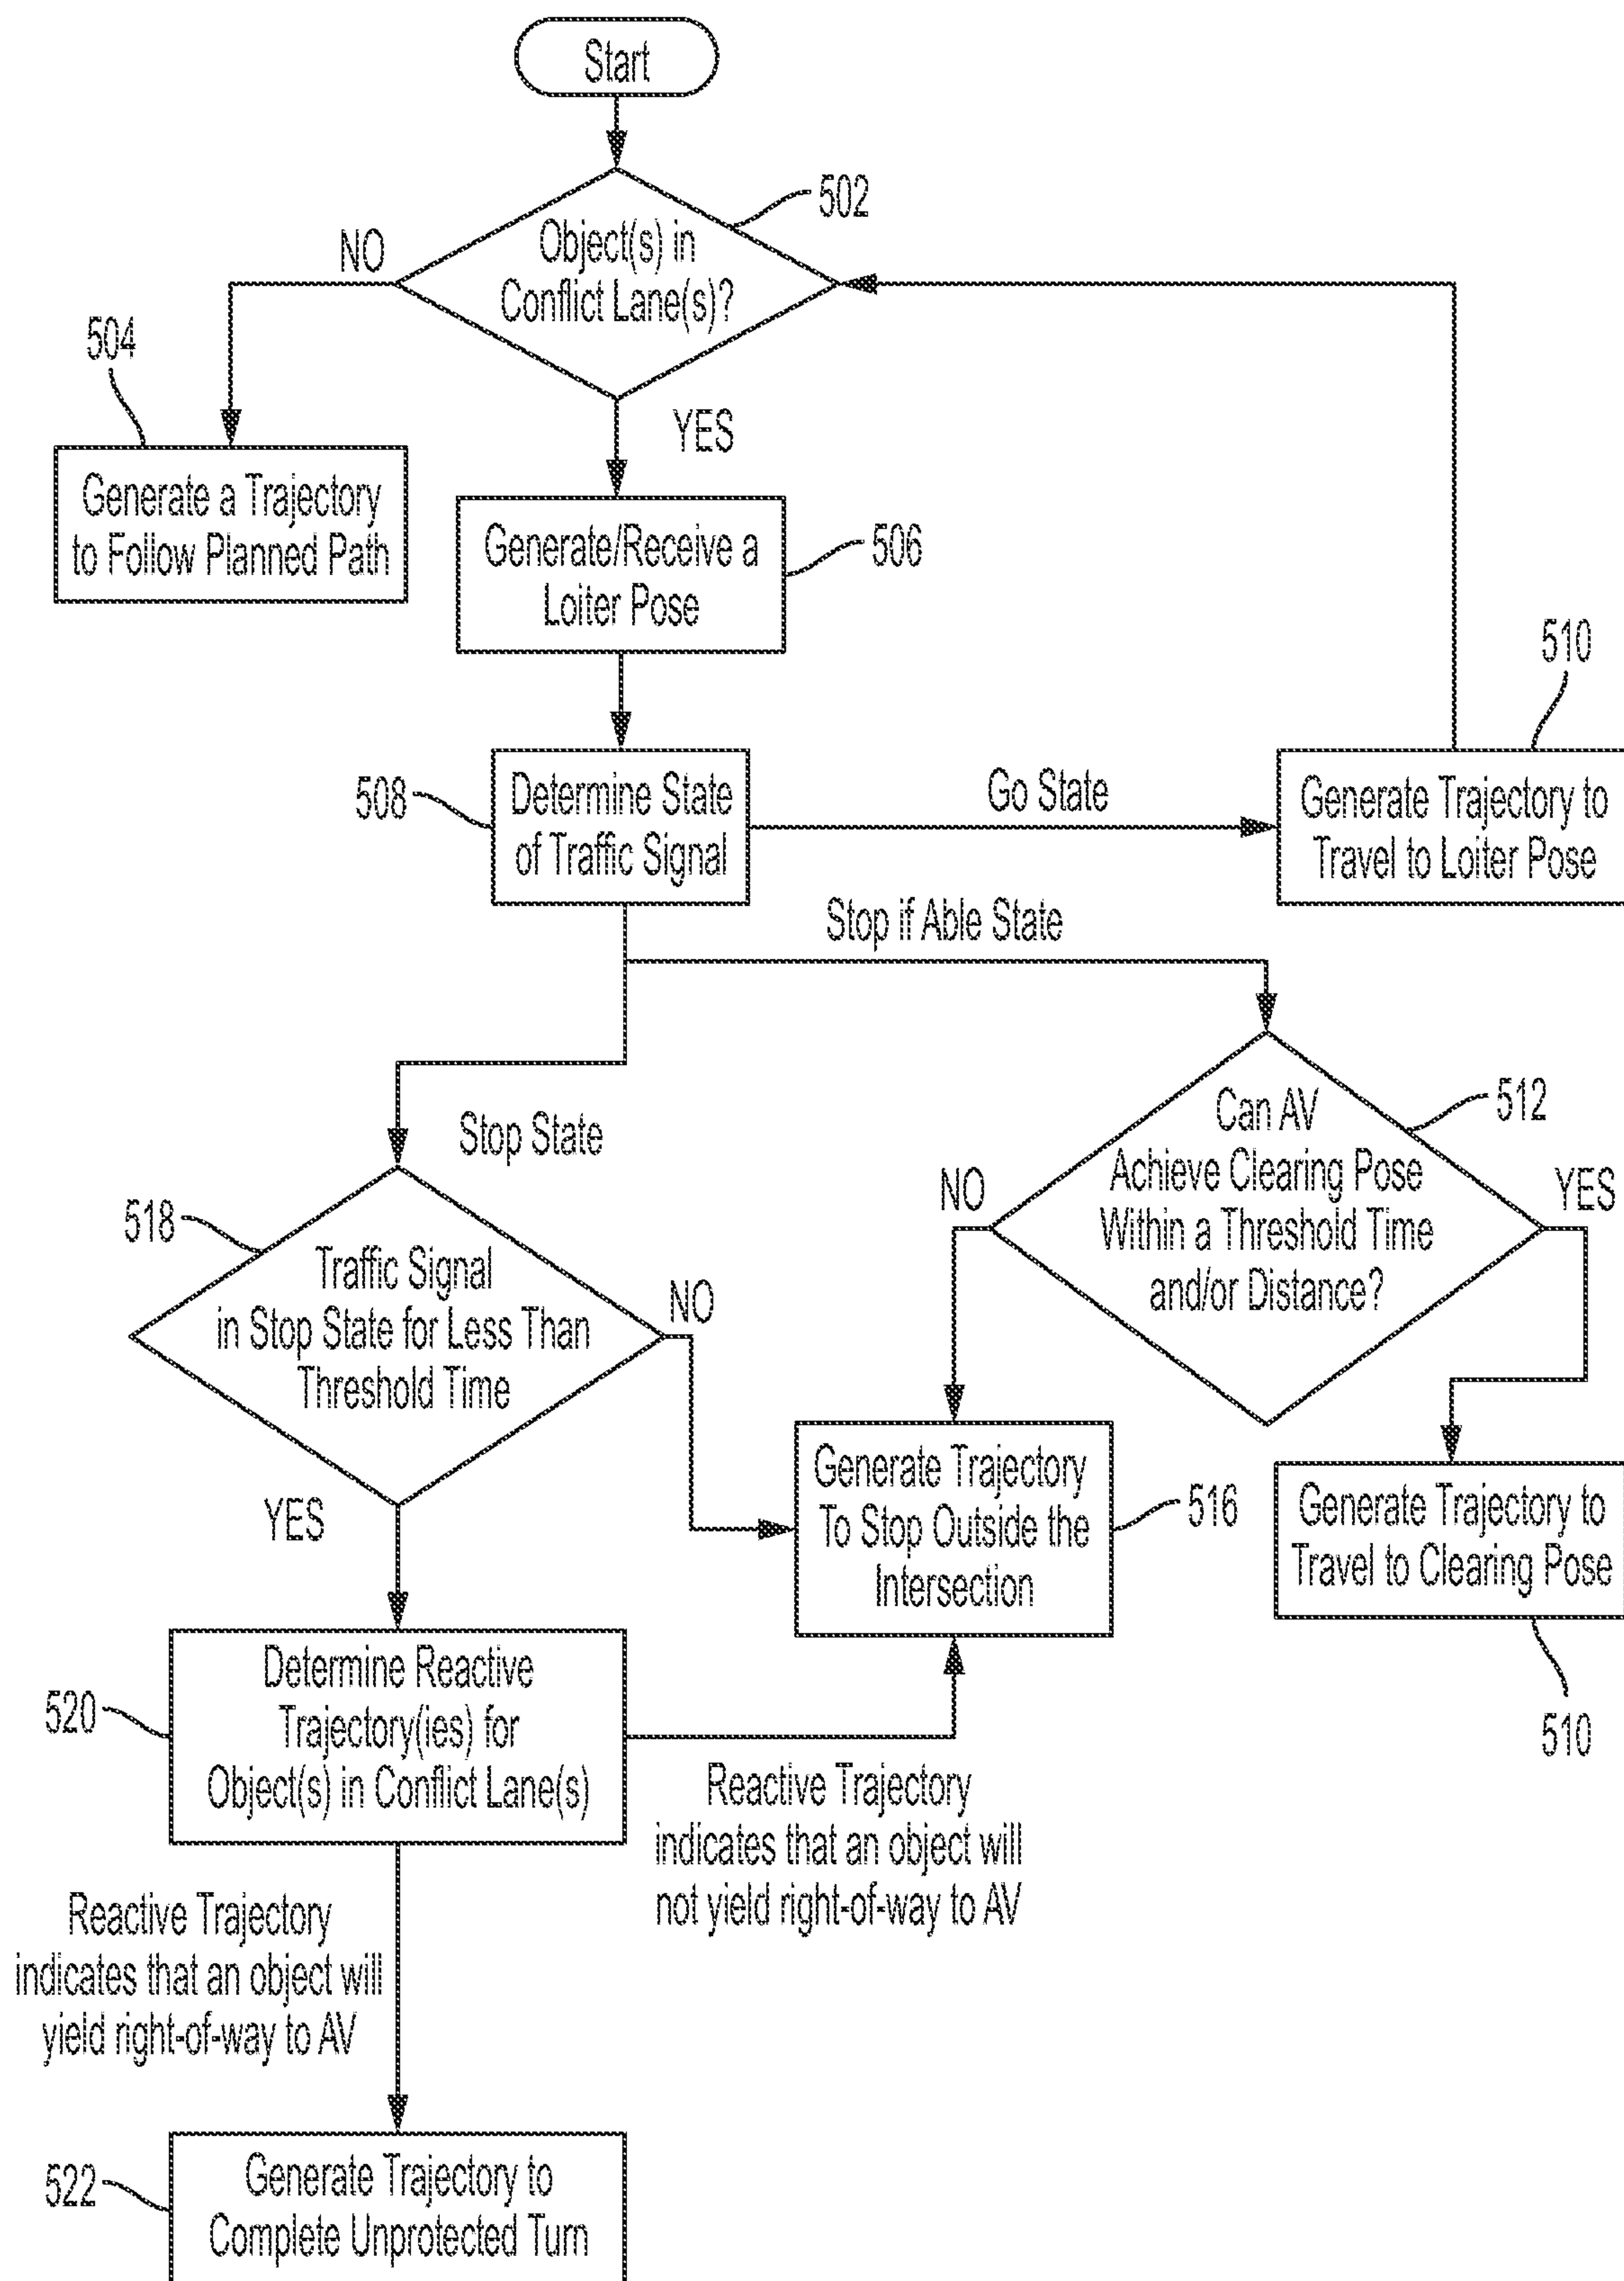 Start
502
Object(s) in
Conflict Lane(s)?
NO
504
YES
Generate a Trajectory
to Follow Planned Path
Generate/Receive a
Loiter Pose
506
510
508
Determine State
of Traffic Signal
Go State
Generate Trajectory to
Travel to Loiter Pose
Stop if Able State
Stop State
512
Can AV
Achieve Clearing Pose
Within a Threshold Time
and/or Distance?
NO
YES
518
Traffic Signal
in Stop State for Less Than
Threshold Time
NO
YES
Generate Trajectory
To Stop Outside the
Intersection
516
Generate Trajectory to
Travel to Clearing Pose
510
520
Determine Reactive
Trajectory(ies) for
Object(s) in Conflict Lane(s)
Reactive Trajectory
indicates that an object will
not yield right-of-way to AV
Reactive Trajectory
indicates that an object will
yield right-of-way to AV
522
Generate Trajectory to
Complete Unprotected Turn